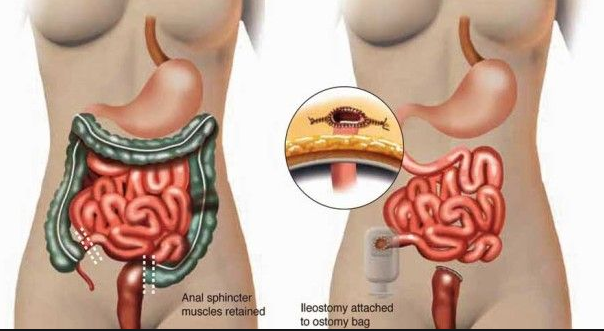 Anal sphincter
muscles retained
Ileostomy attached
to ostomy bag